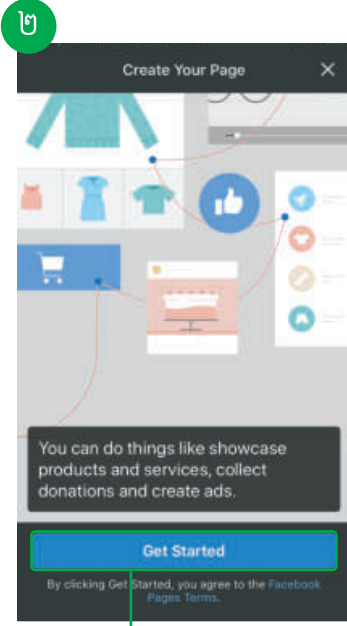 ၂
Create Your Page
You can do things like showcase
products and services, collect
donations and create ads.
Get Started
By clicking Get Started, you agree to the Facebook
Pages Terms.